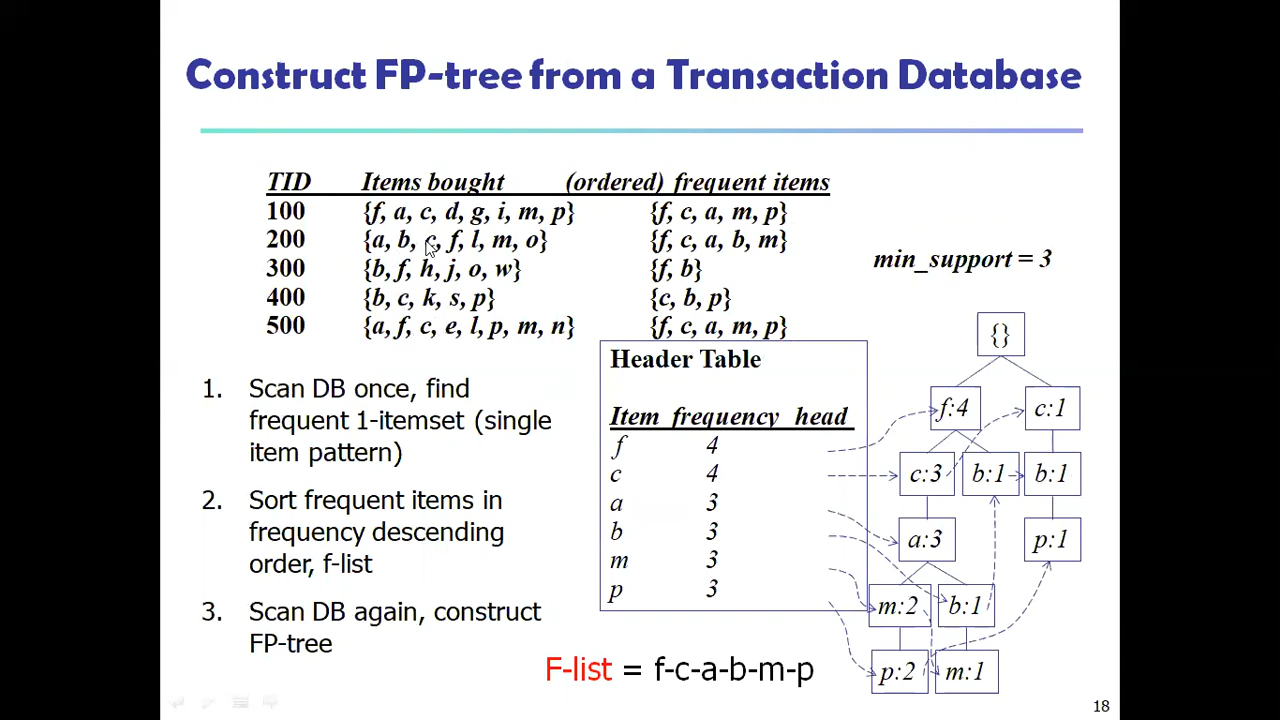 Construct FP-tree from a Transaction Database
TID Items bought (ordered) frequent items
100 {f, a, c, d, g, i, m, p} {f, c, a, m, p}
200 {a, b, c, f, l, m, o} {f, c, a, b, m}
300 {b, f, h, j, o, w} {f, b}
400 {b, c, k, s, p} {c, b, p}
500 {a, f, c, e, l, p, m, n} {f, c, a, m, p}
min_support = 3
1. Scan DB once, find
frequent 1-itemset (single
item pattern)
2. Sort frequent items in
frequency descending
order, f-list
3. Scan DB again, construct
FP-tree
Header Table
Item frequency head
f 4
c 4
a 3
b 3
m 3
p 3
F-list = f-c-a-b-m-p
{}
f:4 c:1
c:3 b:1 b:1
a:3 p:1
m:2 b:1
p:2 m:1
18